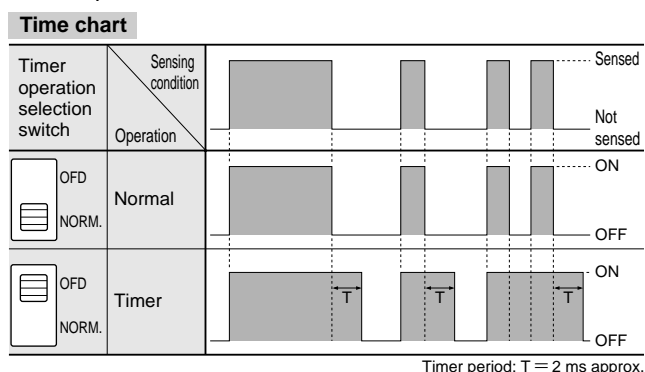 Time chart
Timer
operation
selection
switch
Sensing
condition
Operation
Sensed
Not
sensed
OFD
NORM.
Normal
ON
OFF
OFD
NORM.
Timer
T
T
T
ON
OFF
Timer period: T = 2 ms approx.